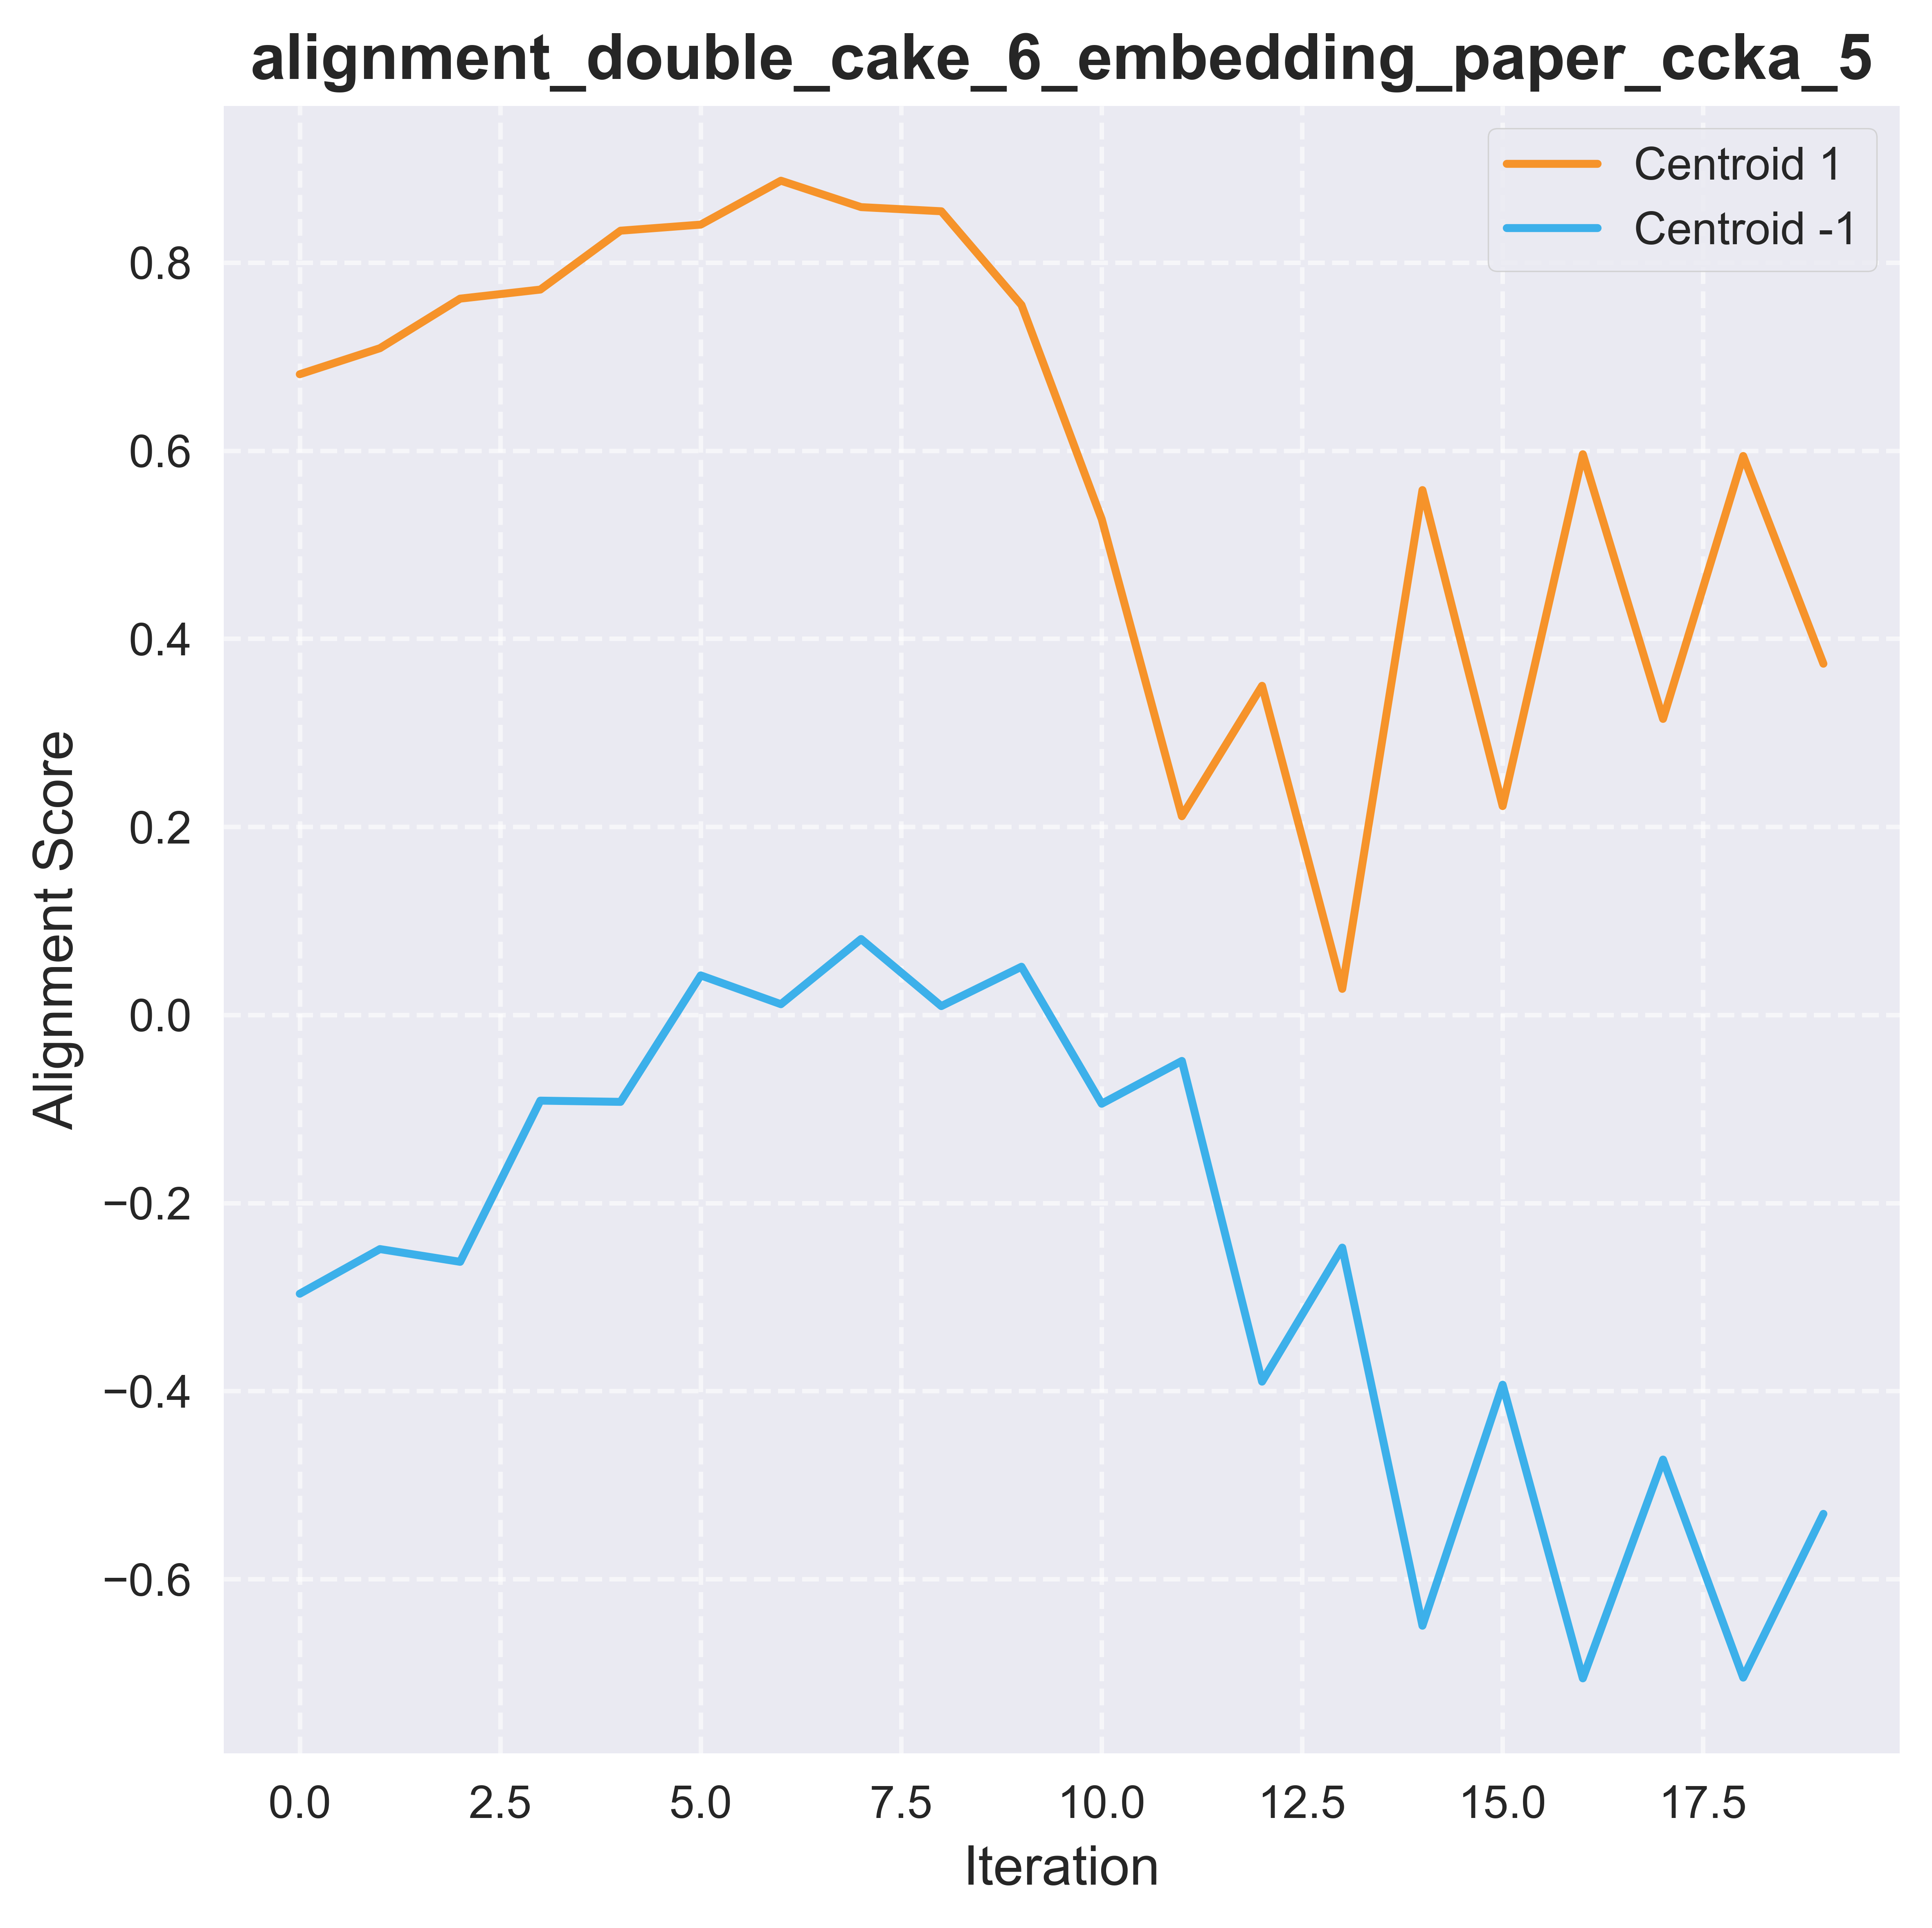 alignment_double_cake_6_embedding_paper_ccka_5
Centroid 1
Centroid -1
Alignment Score
0.8
0.6
0.4
0.2
0.0
−0.2
−0.4
−0.6
0.0 2.5 5.0 7.5 10.0 12.5 15.0 17.5
Iteration